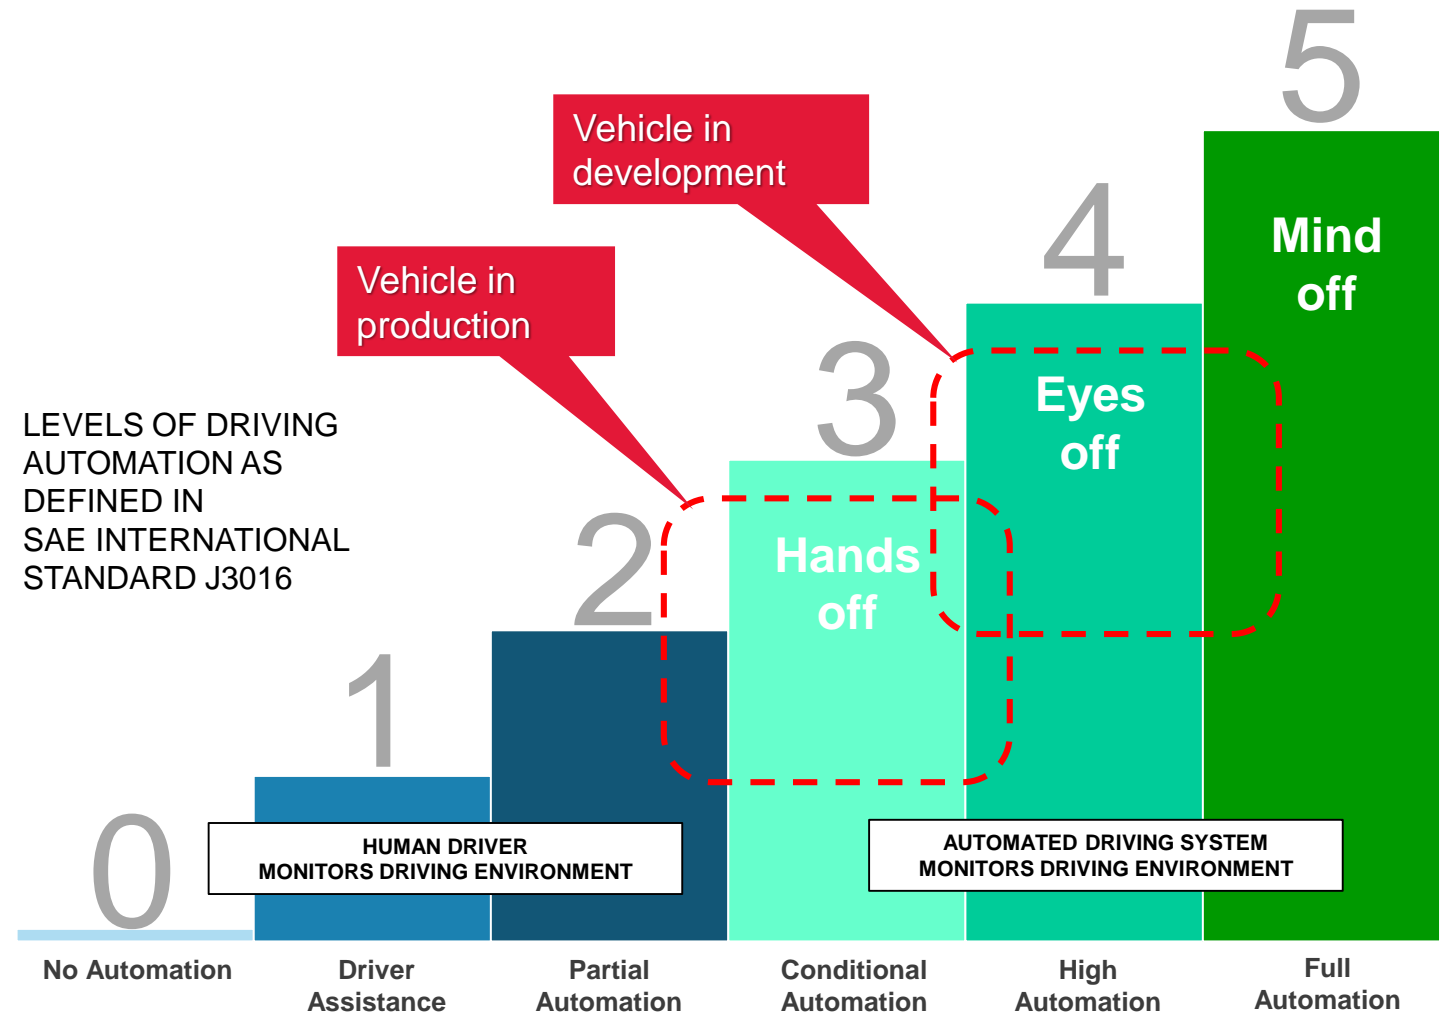 5
Vehicle in
development
4
Mind
off
Vehicle in
production
3
Eyes
off
LEVELS OF DRIVING
AUTOMATION AS
DEFINED IN
SAE INTERNATIONAL
STANDARD J3016
2
Hands
off
1
0
HUMAN DRIVER
MONITORS DRIVING ENVIRONMENT
AUTOMATED DRIVING SYSTEM
MONITORS DRIVING ENVIRONMENT
No Automation
Driver
Assistance
Partial
Automation
Conditional
Automation
High
Automation
Full
Automation